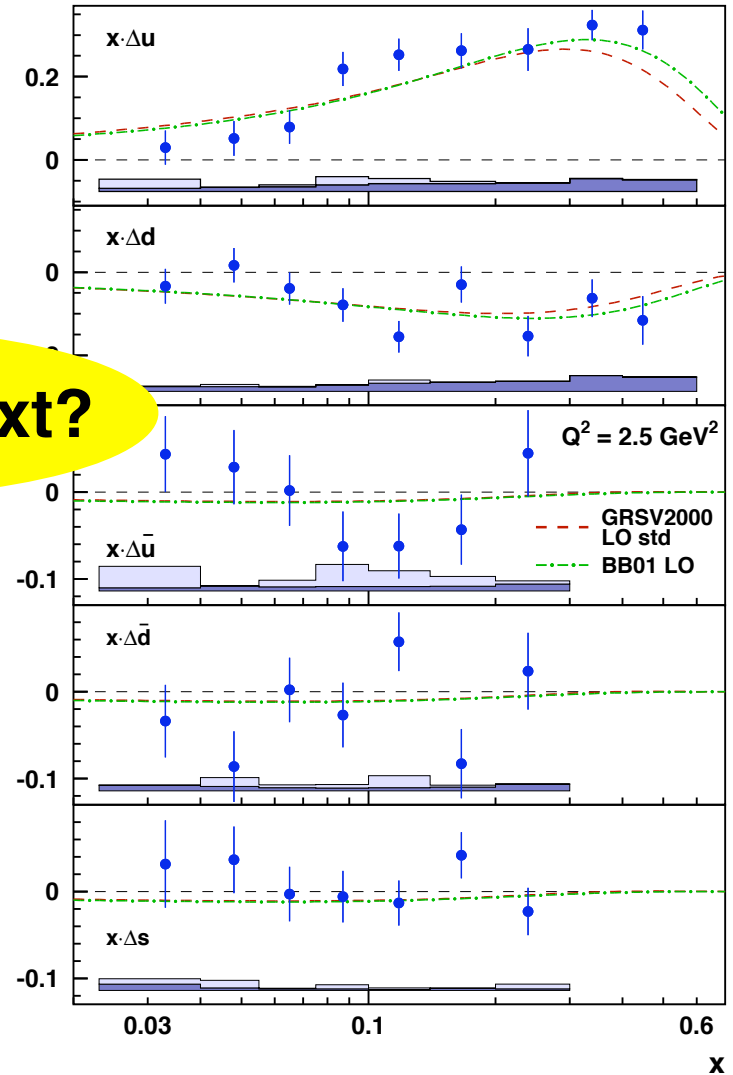 x·Δu
0.2
0
x·Δd
0
xt?
Q² = 2.5 GeV²
0
GRSV2000
LO std
x·Δū
BB01 LO
-0.1
x·Δd̄
0
-0.1
0
x·Δs
-0.1
0.03 0.1 0.6
x